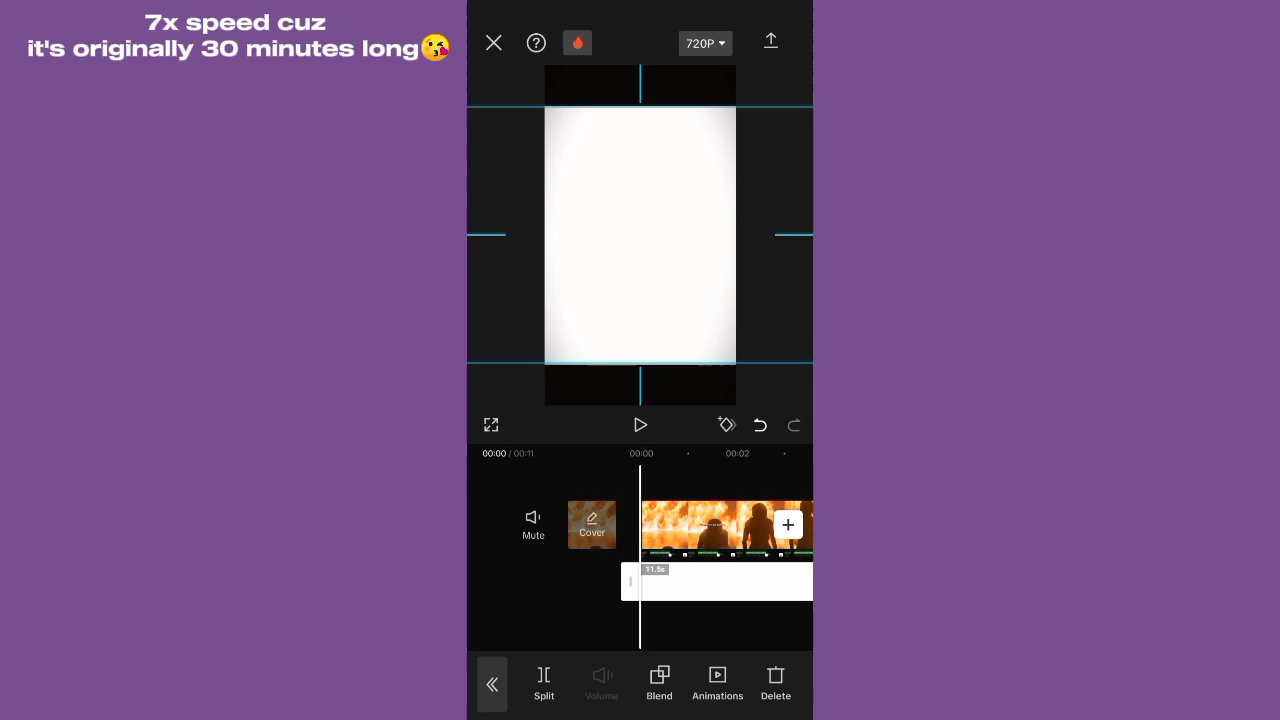 7x speed cuz
it's originally 30 minutes long😘
720P
00:00 / 00:11
00:00
00:02
Mute
Cover
11.5s
Split
Volume
Blend
Animations
Delete